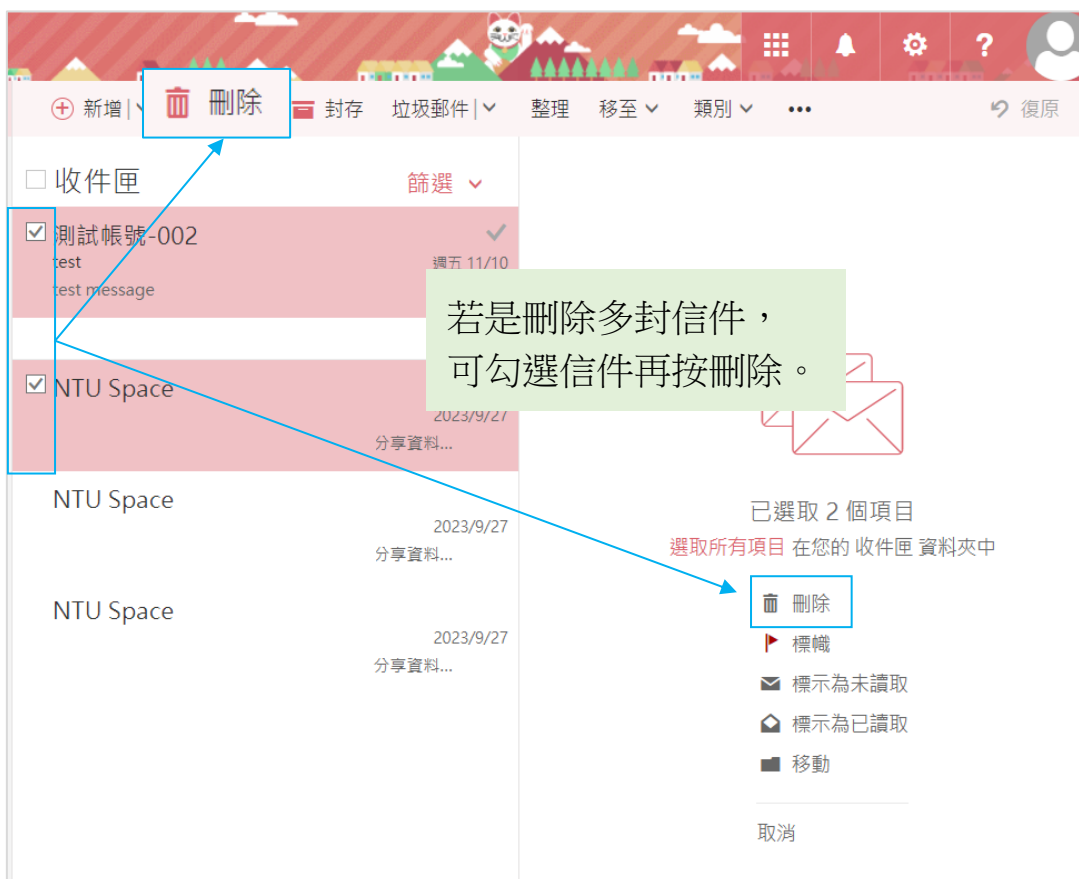 ?
新增
刪除
封存
垃圾郵件
整理
移至
類別
•••
復原
收件匣
篩選
測試帳號-002
test
週五 11/10
test message
若是刪除多封信件，
可勾選信件再按刪除。
NTU Space
2023/9/27
分享資料...
NTU Space
2023/9/27
分享資料...
NTU Space
2023/9/27
分享資料...
已選取 2 個項目
選取所有項目 在您的 收件匣 資料夾中
刪除
標幟
標示為未讀取
標示為已讀取
移動
取消